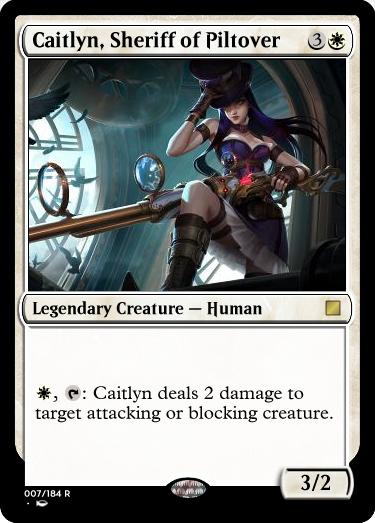 Caitlyn, Sheriff of Piltover 3
Legendary Creature — Human
, : Caitlyn deals 2 damage to
target attacking or blocking creature.
3/2
007/184 R